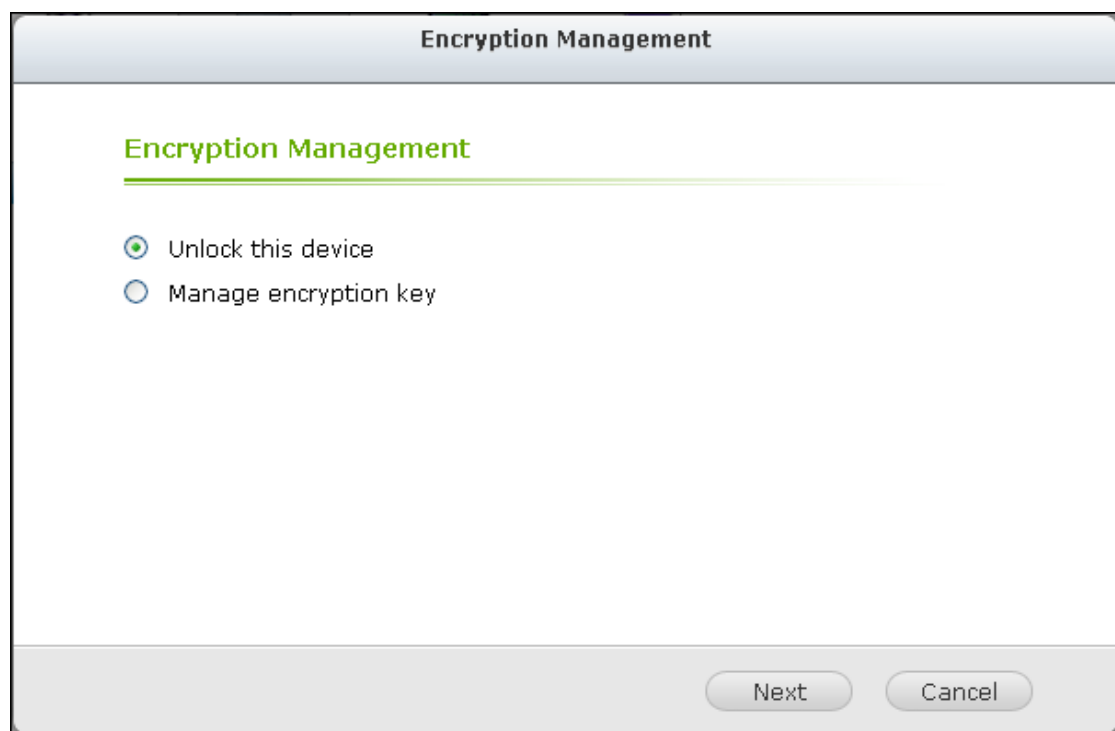 Encryption Management
Encryption Management
Unlock this device
Manage encryption key
Next
Cancel